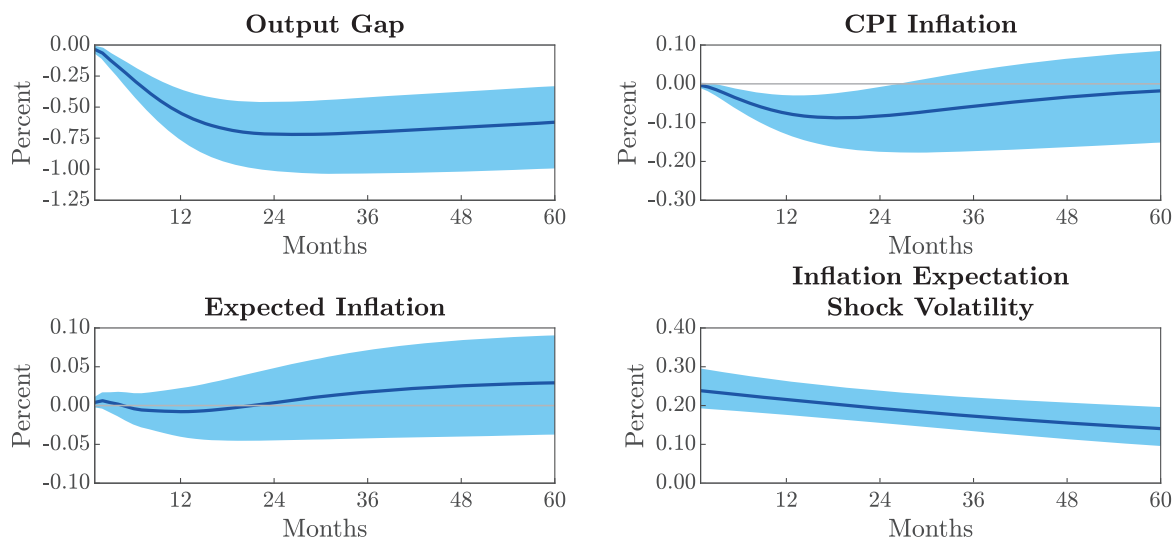 Output Gap
0.00
-0.25
-0.50
-0.75
-1.00
-1.25
Percent
12 24 36 48 60
Months
CPI Inflation
0.10
0.00
-0.10
-0.20
-0.30
Percent
12 24 36 48 60
Months
Expected Inflation
0.10
0.05
0.00
-0.05
-0.10
Percent
12 24 36 48 60
Months
Inflation Expectation
Shock Volatility
0.40
0.30
0.20
0.10
0.00
Percent
12 24 36 48 60
Months